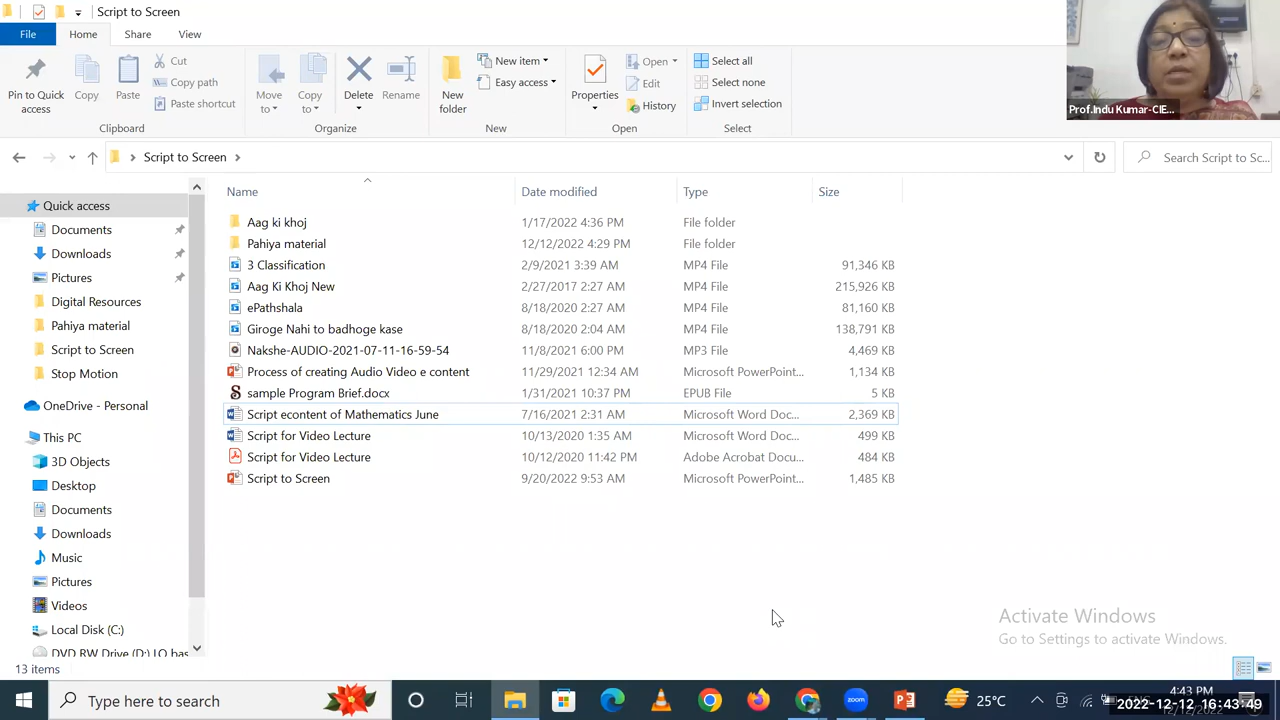 Script to Screen
File Home Share View
Pin to Quick access
Copy
Paste
Cut
Copy path
Paste shortcut
Clipboard
Move to
Copy to
Delete
Rename
Organize
New folder
New item
Easy access
New
Properties
Open
Edit
History
Open
Select all
Select none
Invert selection
Select
Prof.Indu Kumar-CIE...
Script to Screen
Search Script to Sc...
Name Date modified Type Size
Quick access
Documents
Downloads
Pictures
Digital Resources
Pahiya material
Script to Screen
Stop Motion
OneDrive - Personal
This PC
3D Objects
Desktop
Documents
Downloads
Music
Pictures
Videos
Local Disk (C:)
DVD RW Drive (D:) LO bas
Aag ki khoj 1/17/2022 4:36 PM File folder
Pahiya material 12/12/2022 4:29 PM File folder
3 Classification 2/9/2021 3:39 AM MP4 File 91,346 KB
Aag Ki Khoj New 2/27/2017 2:27 AM MP4 File 215,926 KB
ePathshala 8/18/2020 2:27 AM MP4 File 81,160 KB
Giroge Nahi to badhoge kase 8/18/2020 2:04 AM MP4 File 138,791 KB
Nakshe-AUDIO-2021-07-11-16-59-54 11/8/2021 6:00 PM MP3 File 4,469 KB
Process of creating Audio Video e content 11/29/2021 12:34 AM Microsoft PowerPoint... 1,134 KB
sample Program Brief.docx 1/31/2021 10:37 PM EPUB File 5 KB
Script econtent of Mathematics June 7/16/2021 2:31 AM Microsoft Word Doc... 2,369 KB
Script for Video Lecture 10/13/2020 1:35 AM Microsoft Word Doc... 499 KB
Script for Video Lecture 10/12/2020 11:42 PM Adobe Acrobat Docu... 484 KB
Script to Screen 9/20/2022 9:53 AM Microsoft PowerPoint... 1,485 KB
Activate Windows
Go to Settings to activate Windows.
13 items
Type here to search
zoom
25°C
4:43 PM
2022-12-12 16:43:49